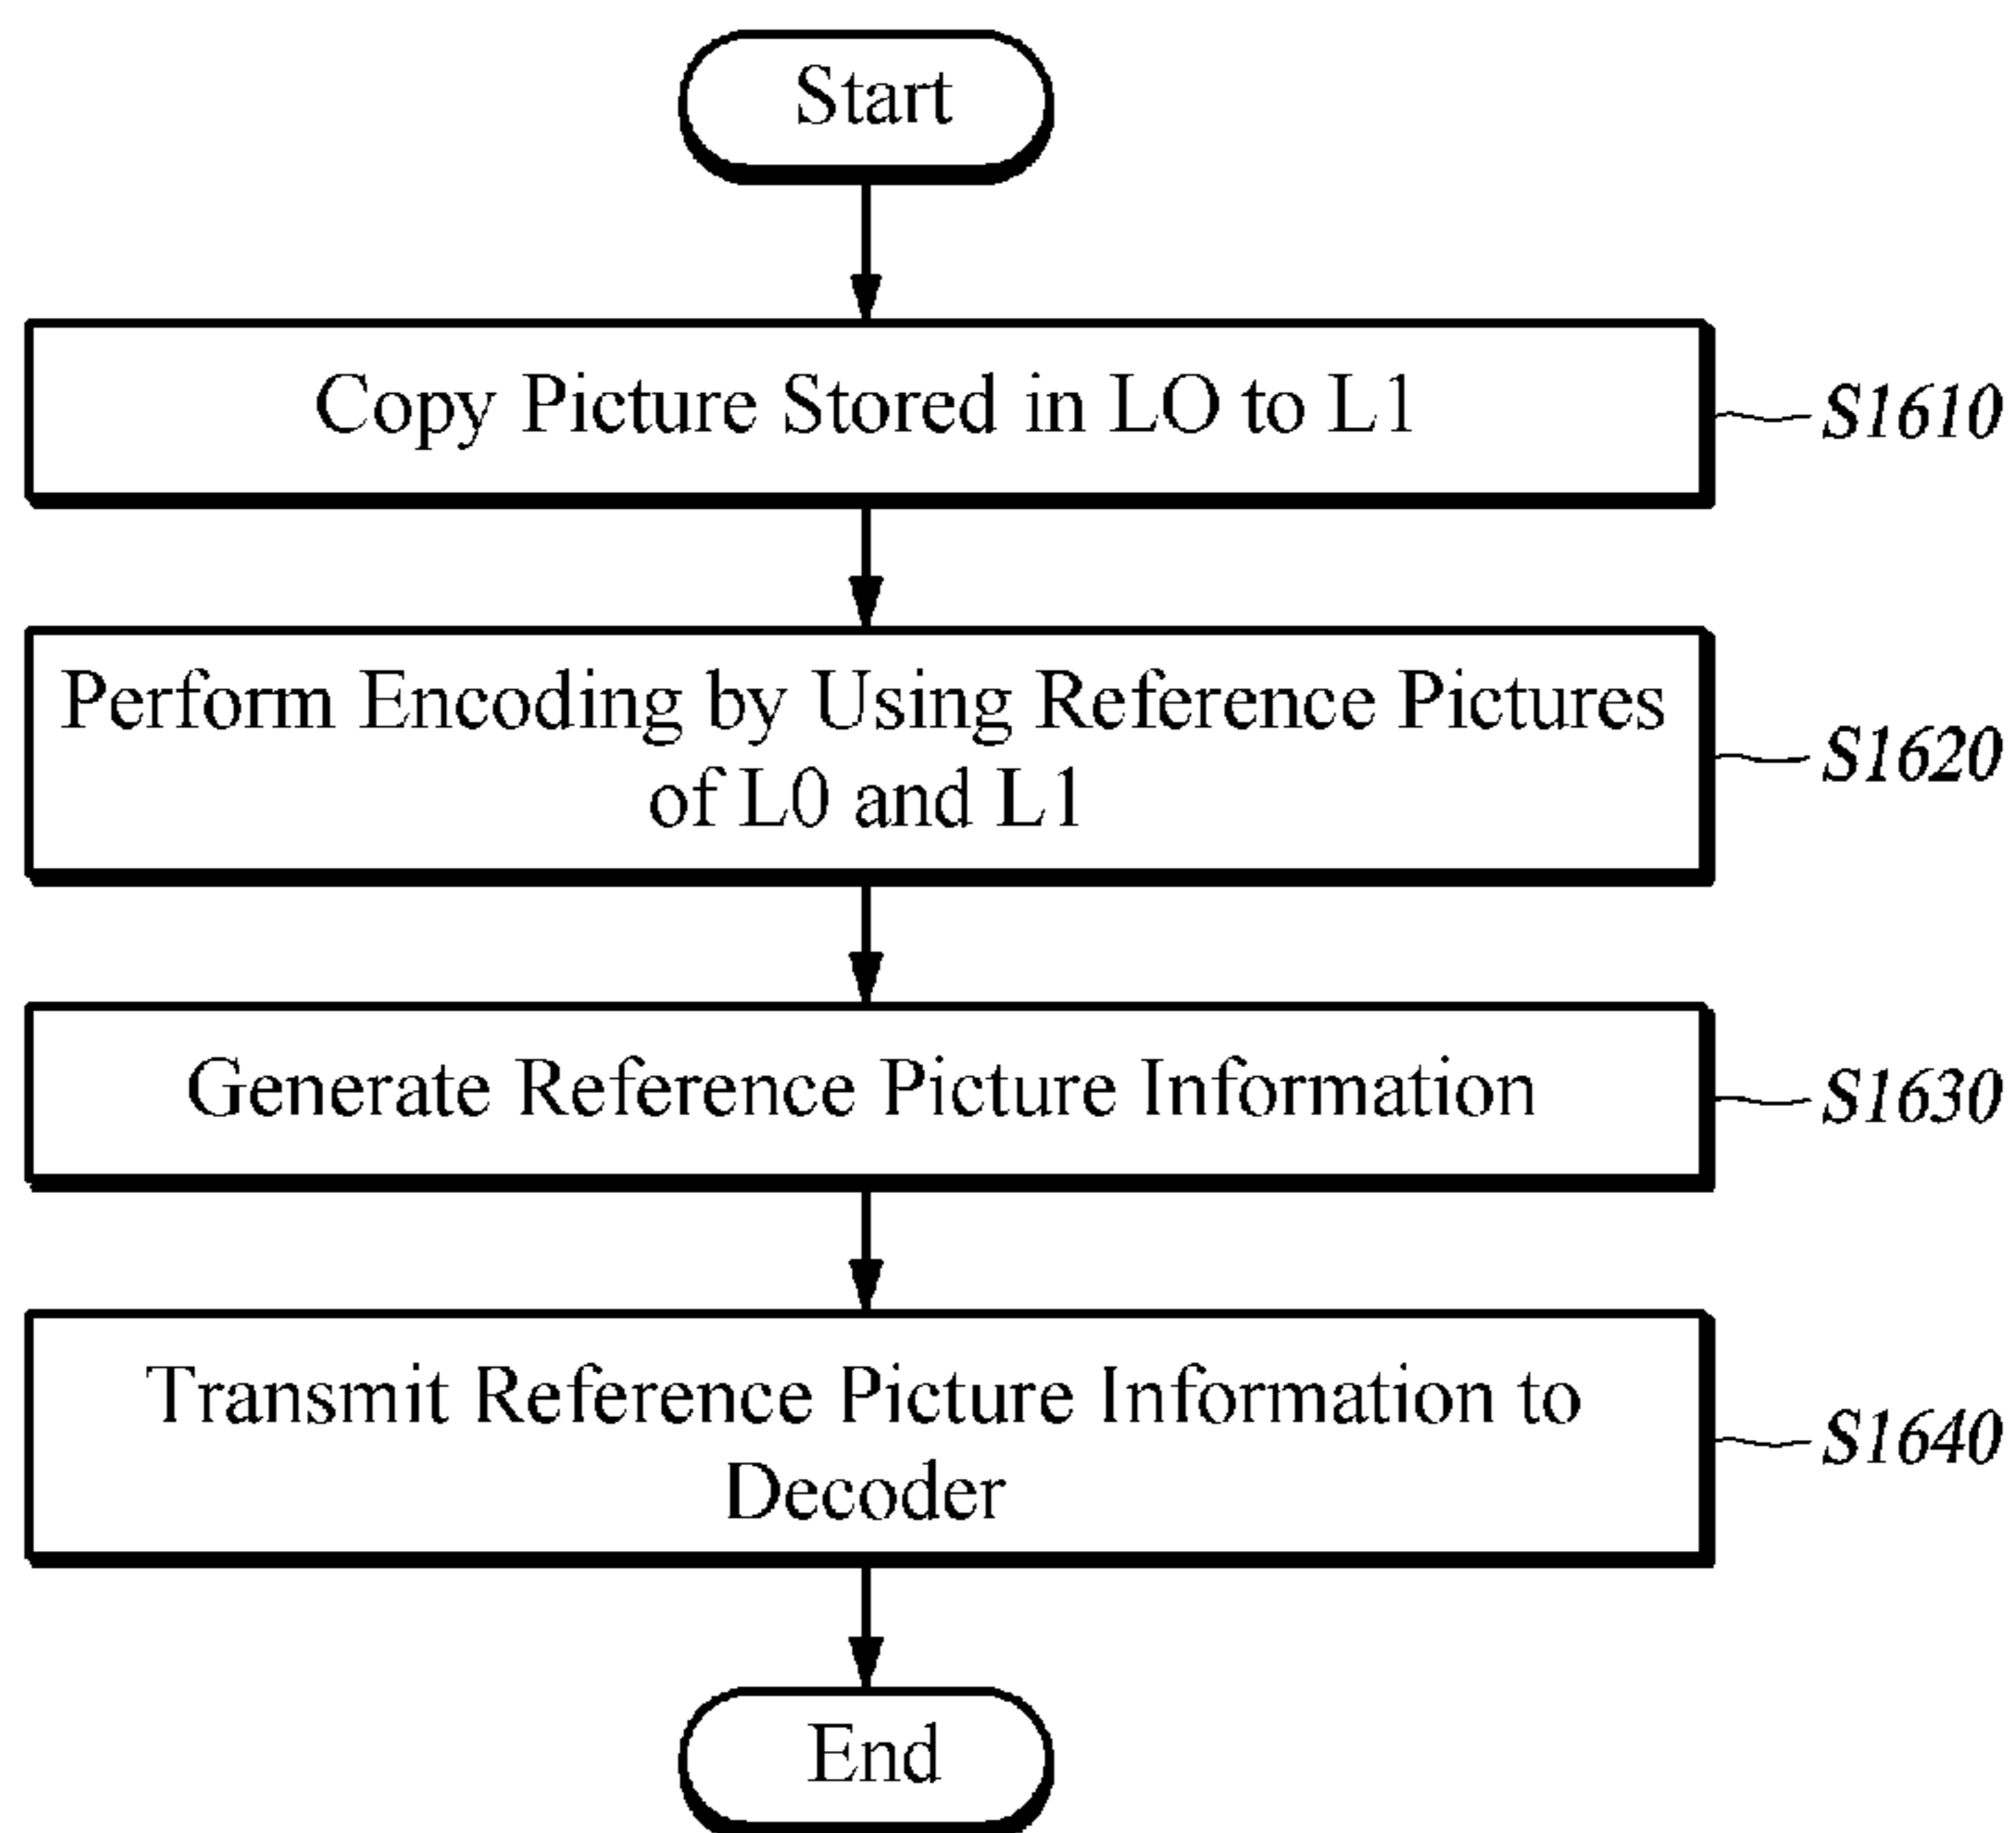 Start
Copy Picture Stored in LO to L1
S1610
Perform Encoding by Using Reference Pictures
of L0 and L1
S1620
Generate Reference Picture Information
S1630
Transmit Reference Picture Information to
Decoder
S1640
End